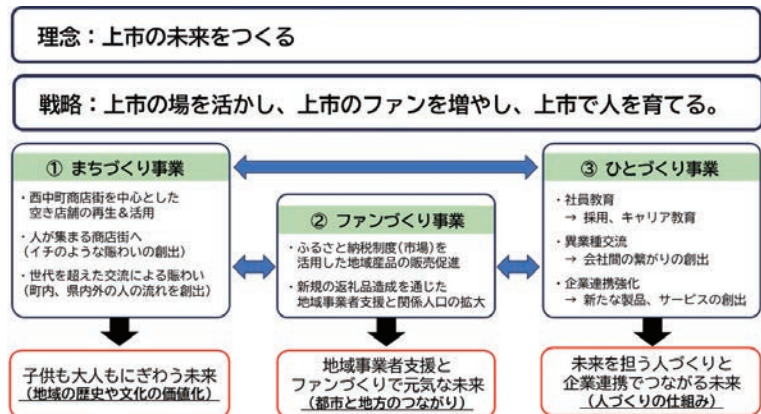 理念：上市の未来をつくる
戦略：上市の場を活かし、上市のファンを増やし、上市で人を育てる。
① まちづくり事業
・西中町商店街を中心とした
空き店舗の再生＆活用
・人が集まる商店街へ
（イチのような賑わいの創出）
・世代を超えた交流による賑わい
（町内、県内外の人の流れを創出）
② ファンづくり事業
・ふるさと納税制度（市場）を
活用した地域産品の販売促進
・新規の返礼品造成を通じた
地域事業者支援と関係人口の拡大
③ ひとづくり事業
・社員教育
→ 採用、キャリア教育
・異業種交流
→ 会社間の繋がりの創出
・企業連携強化
→ 新たな製品、サービスの創出
子供も大人もにぎわう未来
（地域の歴史や文化の価値化）
地域事業者支援と
ファンづくりで元気な未来
（都市と地方のつながり）
未来を担う人づくりと
企業連携でつながる未来
（人づくりの仕組み）